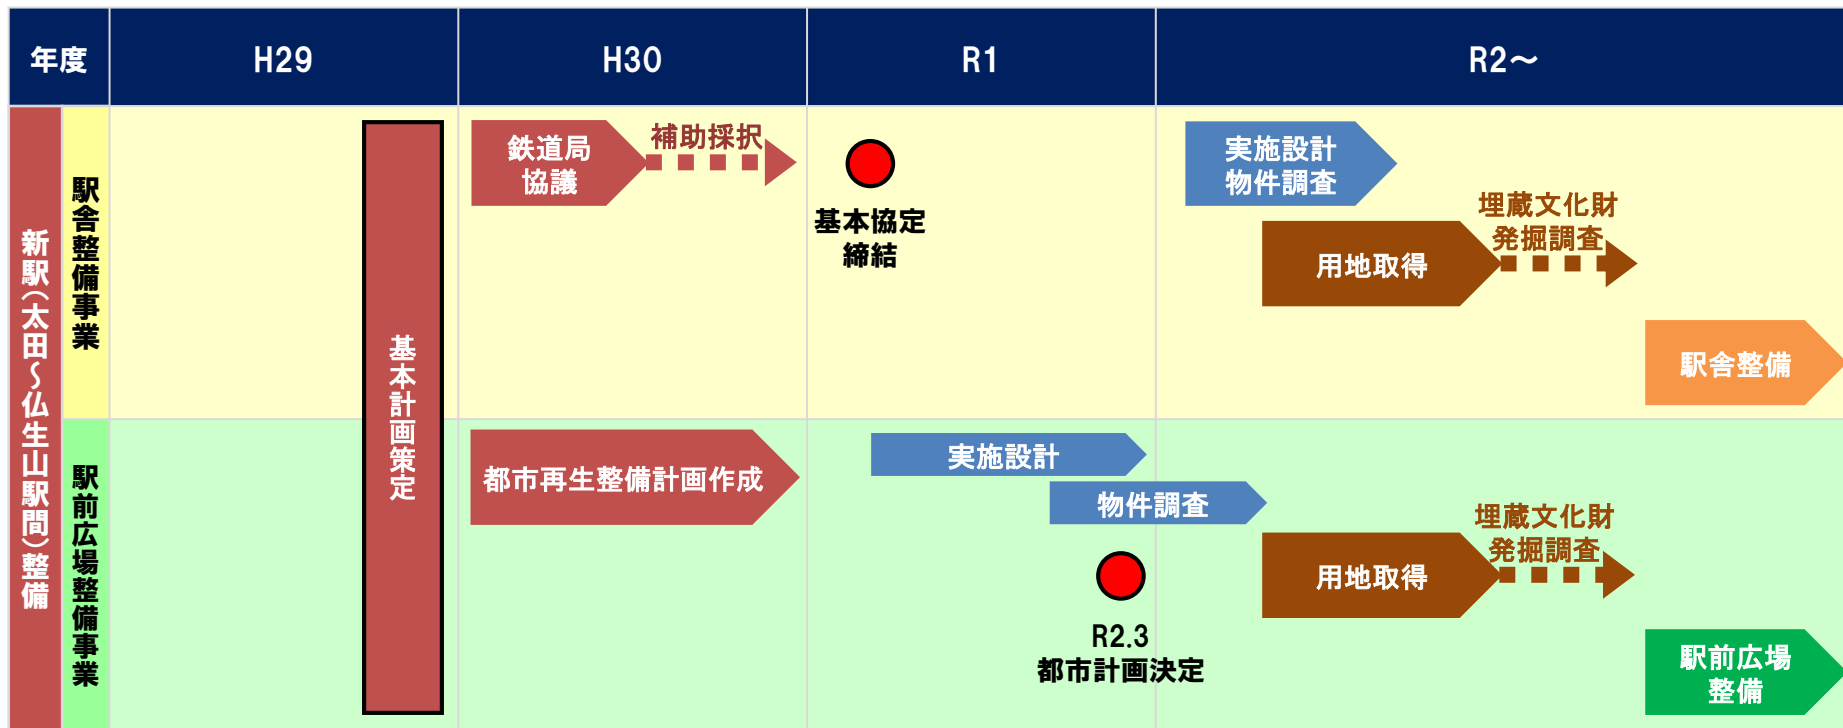 年度
H29
H30
R1
R2～
新駅（太田～仏生山駅間）整備
駅舎整備事業
基本計画策定
鉄道局
協議
補助採択
基本協定
締結
実施設計
物件調査
用地取得
埋蔵文化財
発掘調査
駅舎整備
駅前広場整備事業
都市再生整備計画作成
実施設計
物件調査
R2.3
都市計画決定
用地取得
埋蔵文化財
発掘調査
駅前広場
整備